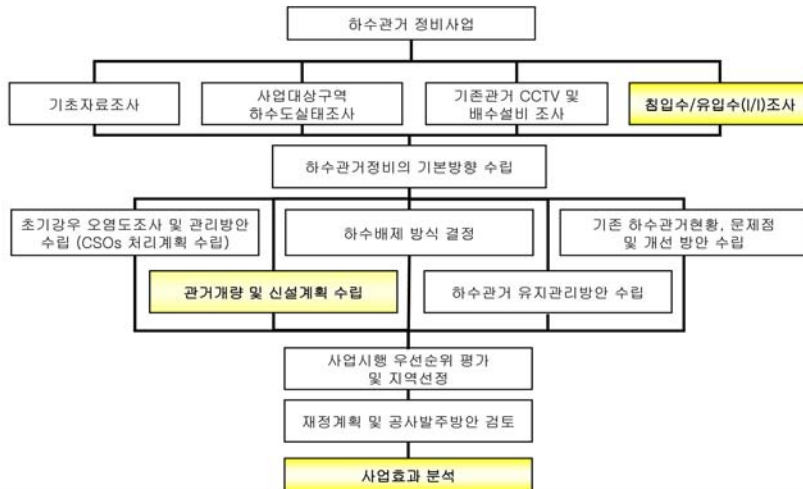 하수관거 정비사업
기초자료조사
사업대상구역
하수도실태조사
기존관거 CCTV 및
배수설비 조사
침입수/유입수(I/I)조사
하수관거정비의 기본방향 수립
초기강우 오염도조사 및 관리방안
수립 (CSOs 처리계획 수립)
하수배제 방식 결정
기존 하수관거현황, 문제점
및 개선 방안 수립
관거개량 및 신설계획 수립
하수관거 유지관리방안 수립
사업시행 우선순위 평가
및 지역선정
재정계획 및 공사발주방안 검토
사업효과 분석